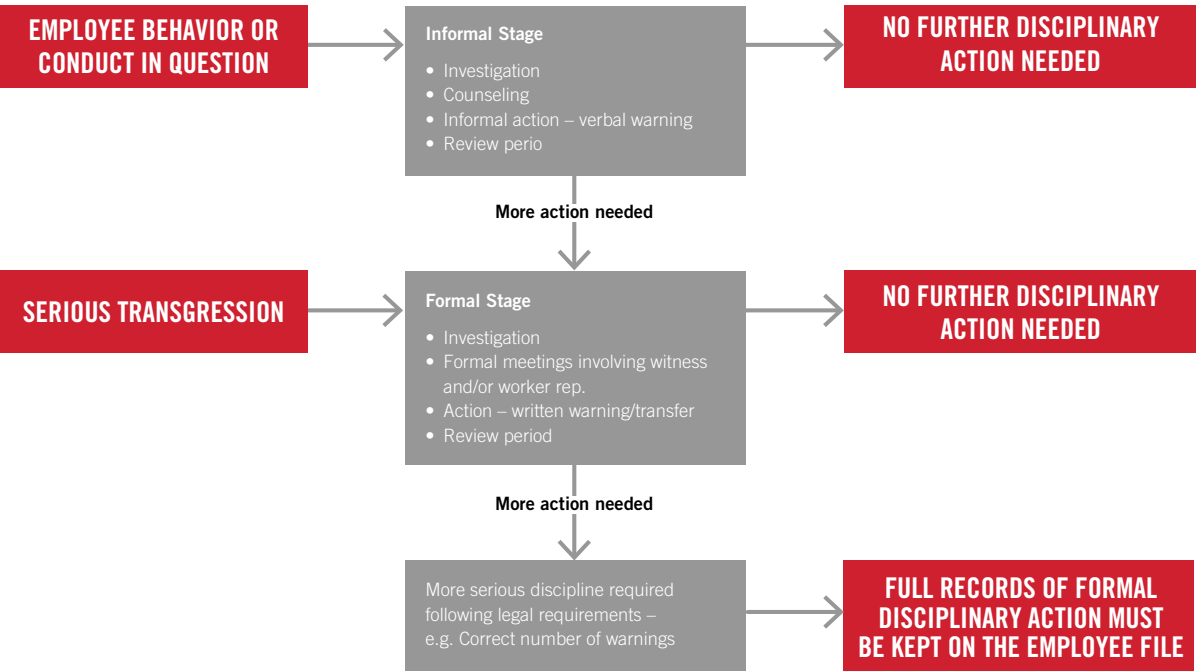 EMPLOYEE BEHAVIOR OR
CONDUCT IN QUESTION
Informal Stage
• Investigation
• Counseling
• Informal action – verbal warning
• Review perio
NO FURTHER DISCIPLINARY
ACTION NEEDED
More action needed
SERIOUS TRANSGRESSION
Formal Stage
• Investigation
• Formal meetings involving witness
and/or worker rep.
• Action – written warning/transfer
• Review period
NO FURTHER DISCIPLINARY
ACTION NEEDED
More action needed
More serious discipline required
following legal requirements –
e.g. Correct number of warnings
FULL RECORDS OF FORMAL
DISCIPLINARY ACTION MUST
BE KEPT ON THE EMPLOYEE FILE